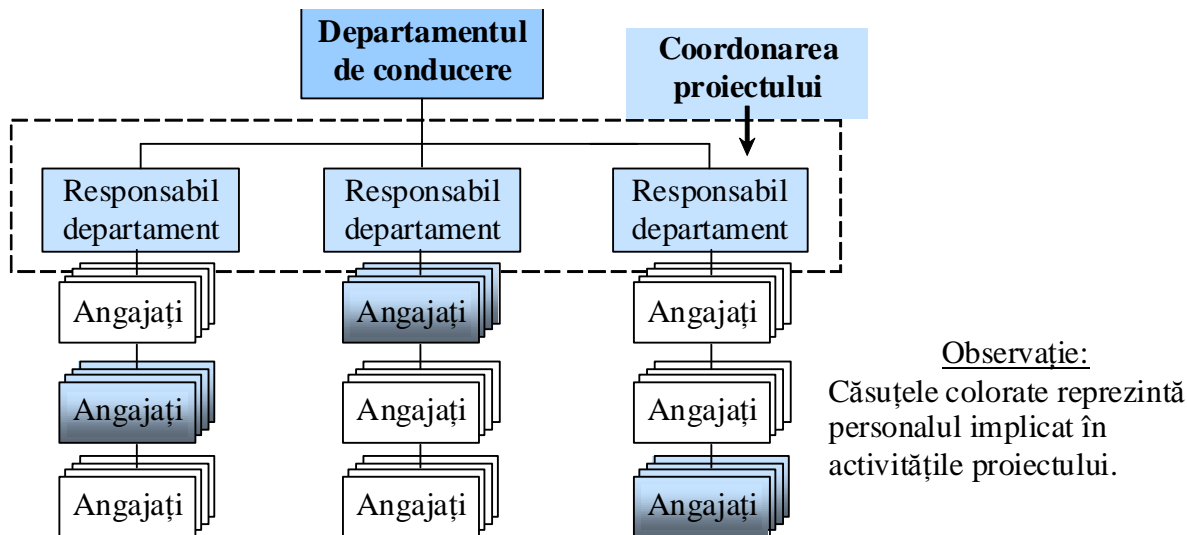 Departamentul
de conducere
Coordonarea
proiectului
Responsabil
departament
Responsabil
departament
Responsabil
departament
Angajați
Angajați
Angajați
Angajați
Angajați
Angajați
Angajați
Angajați
Angajați
Observație:
Căsuțele colorate reprezintă
personalul implicat în
activitățile proiectului.